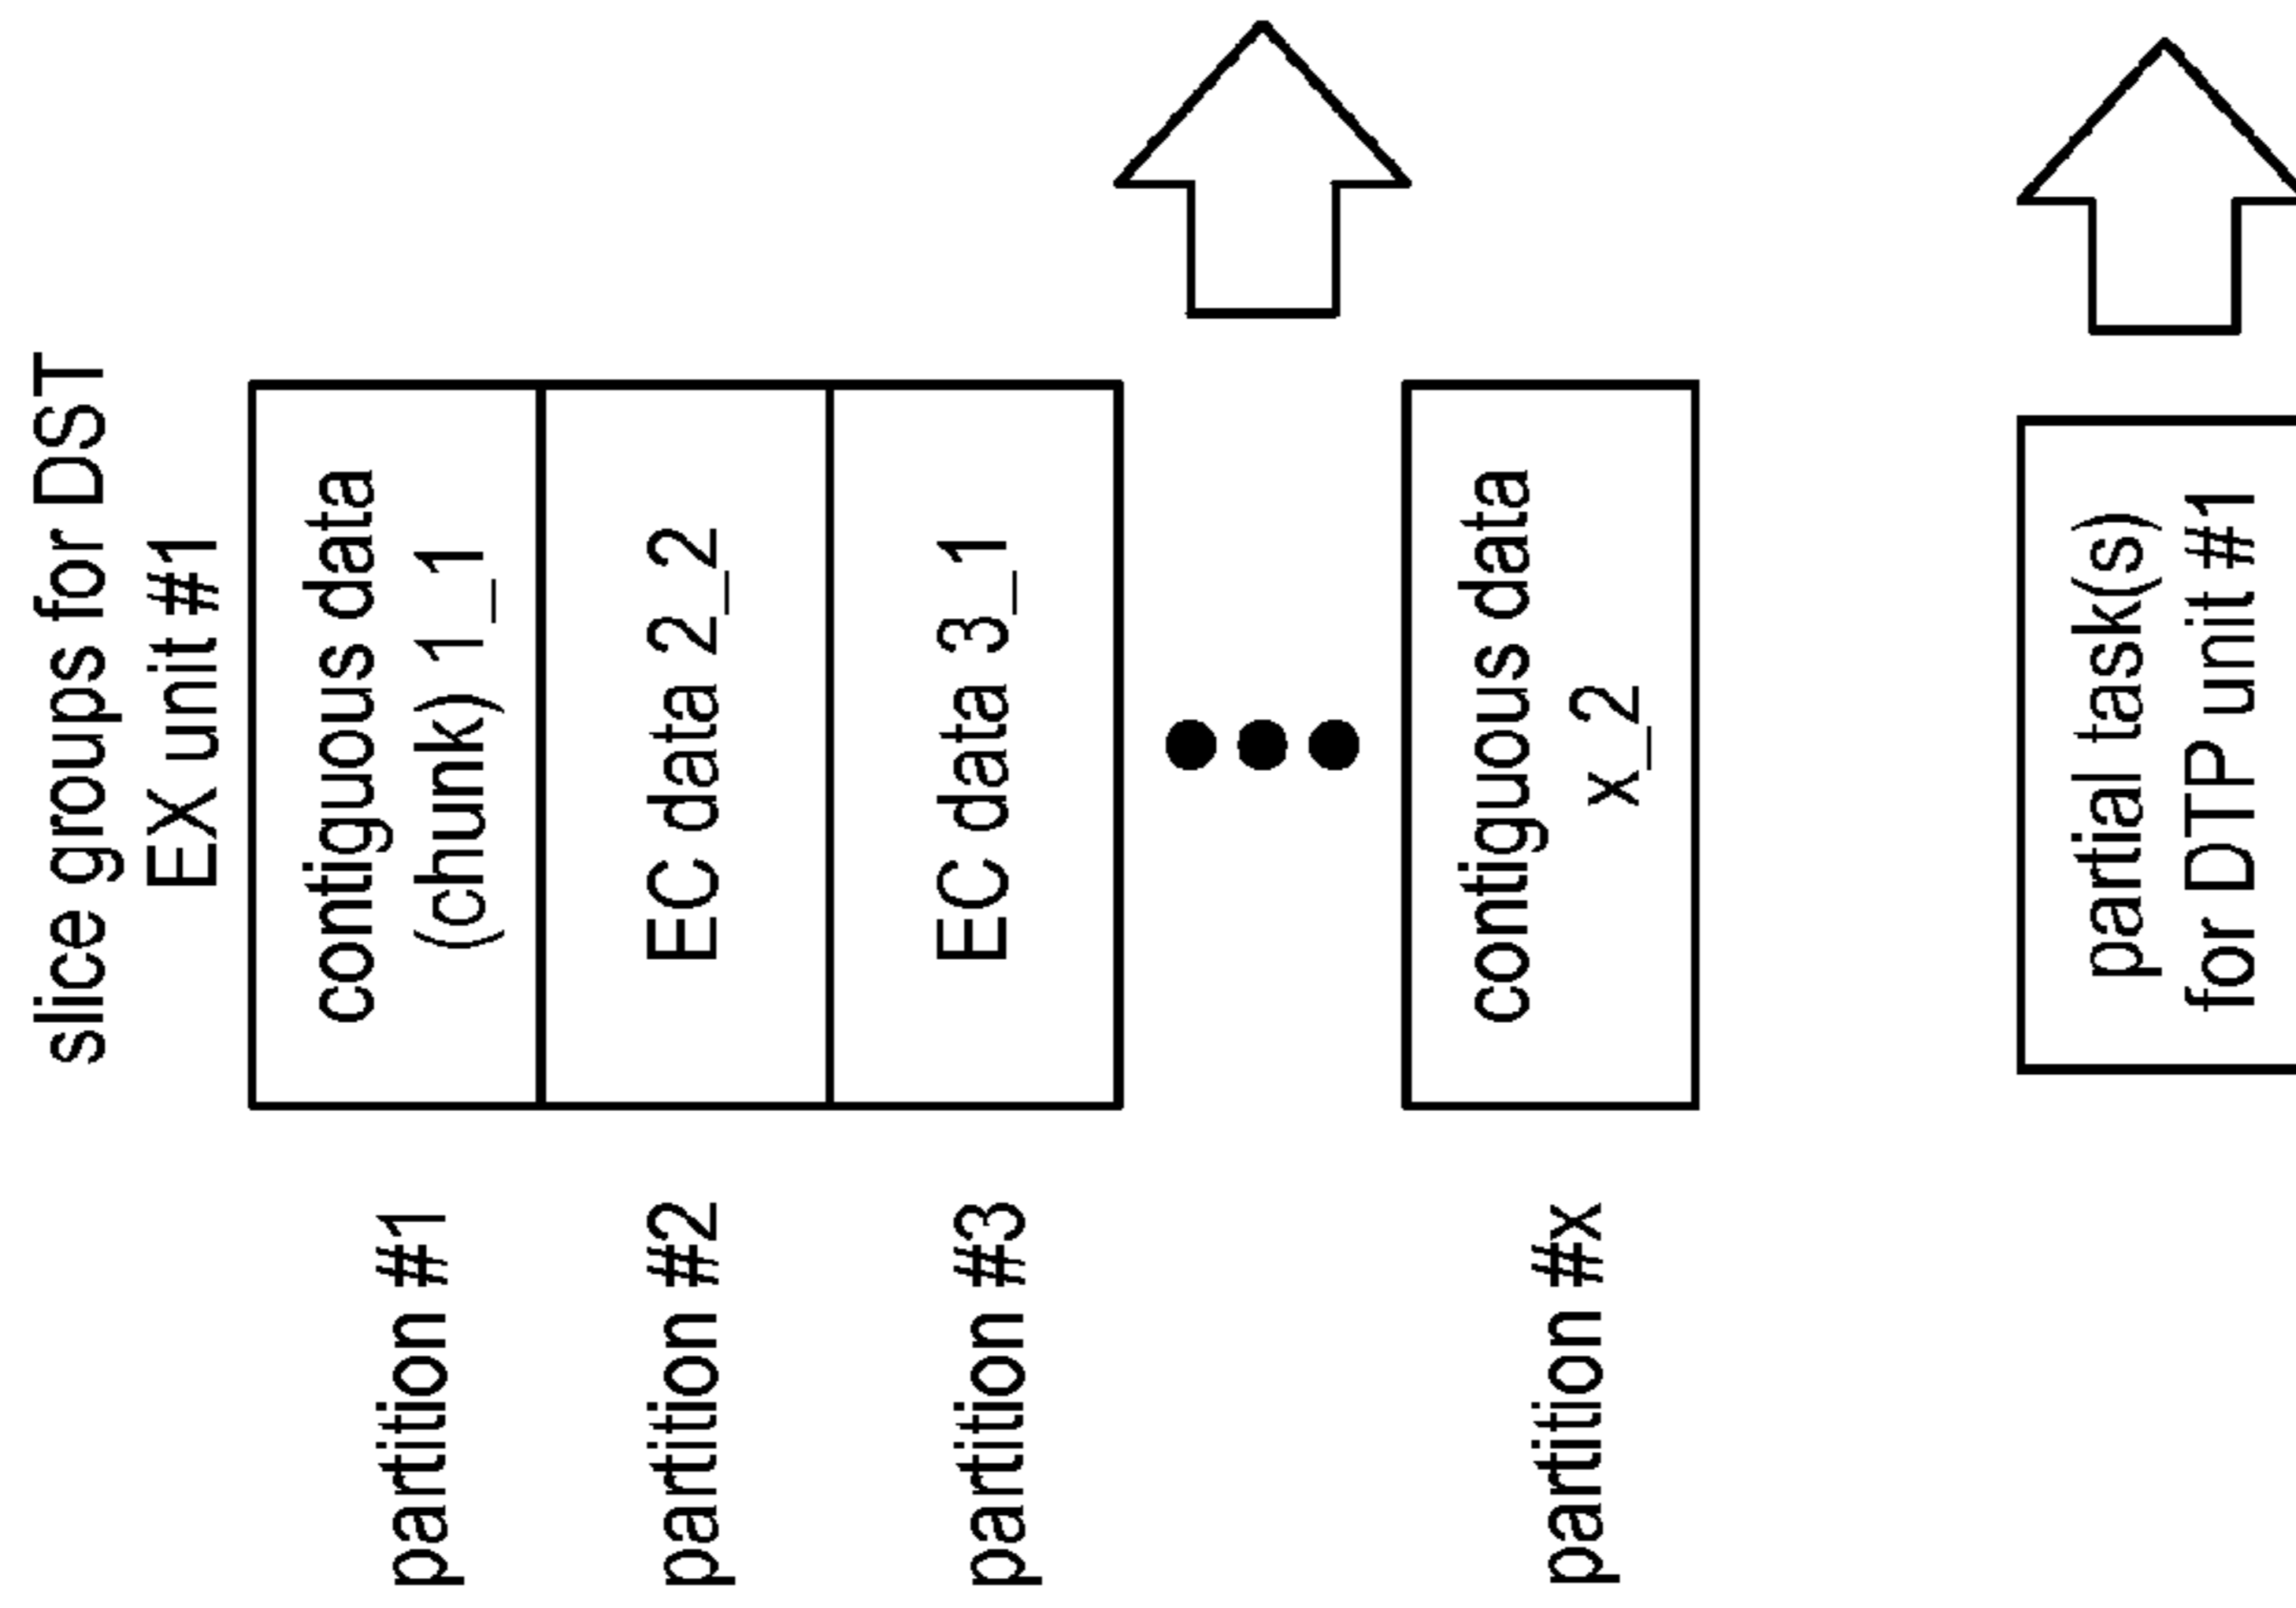 slice groups for DST
EX unit #1
partition #1
contiguous data
(chunk) 1_1
partition #2
EC data 2_2
partition #3
EC data 3_1
partition #x
contiguous data
x_2
partial task(s)
for DTP unit #1